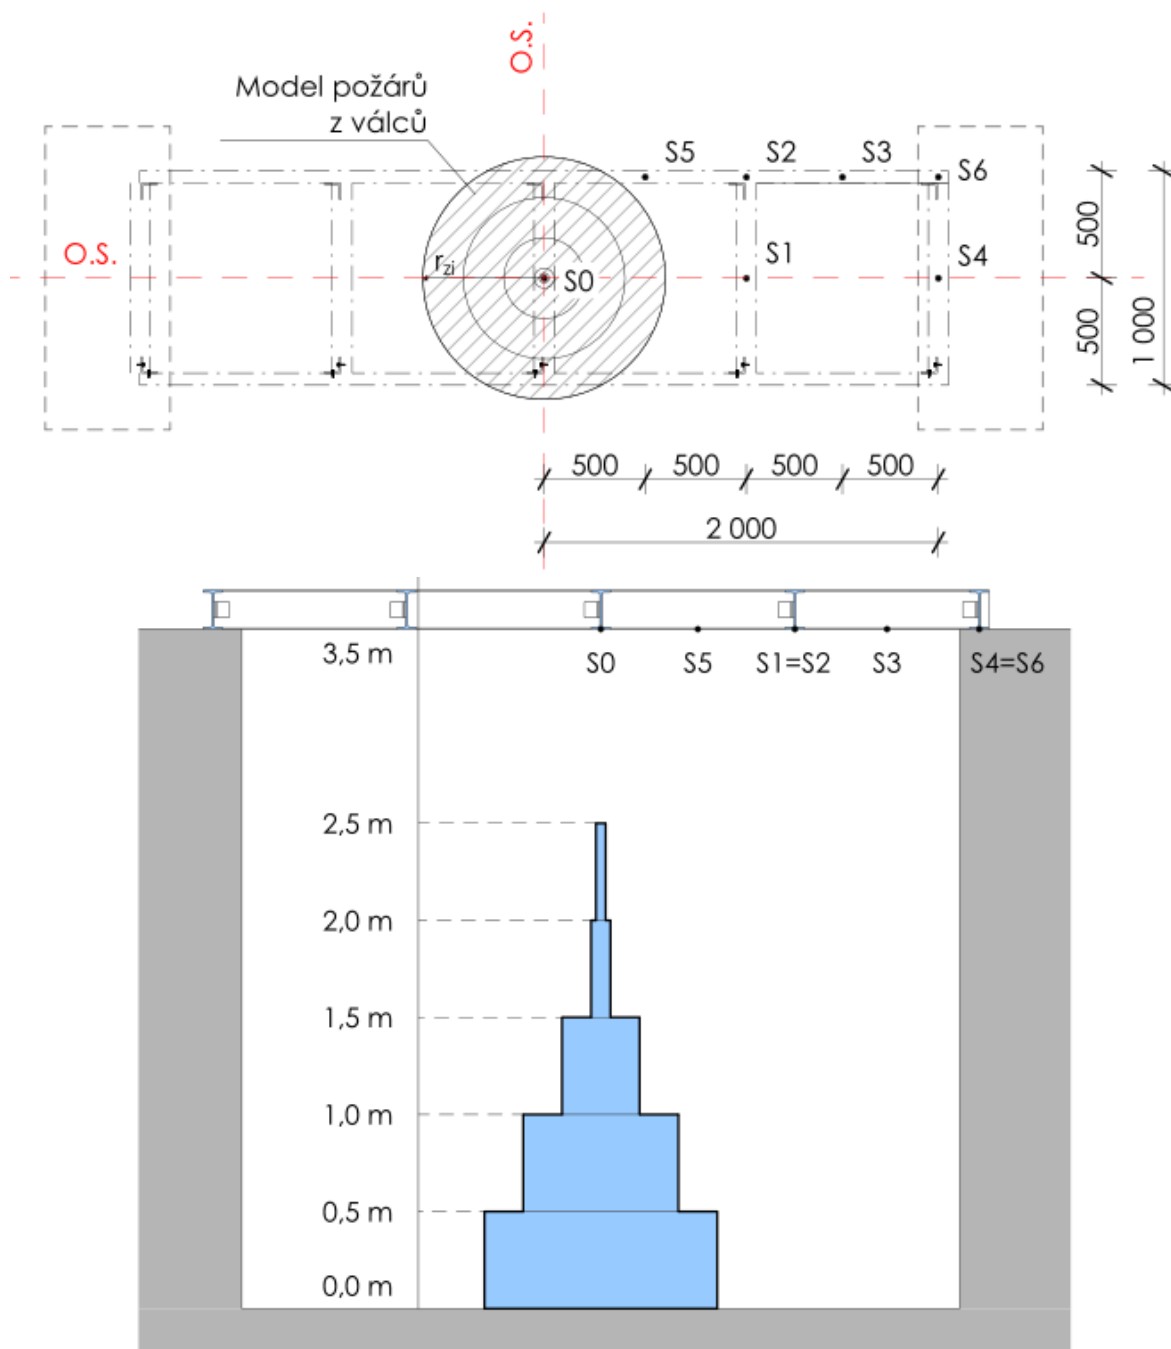 O.S.
Model požárů
z válců
S5
S2
S3
S6
O.S.
r_zi
S0
S1
S4
500
500
1 000
500
500
500
500
2 000
3,5 m
S0
S5
S1=S2
S3
S4=S6
2,5 m
2,0 m
1,5 m
1,0 m
0,5 m
0,0 m